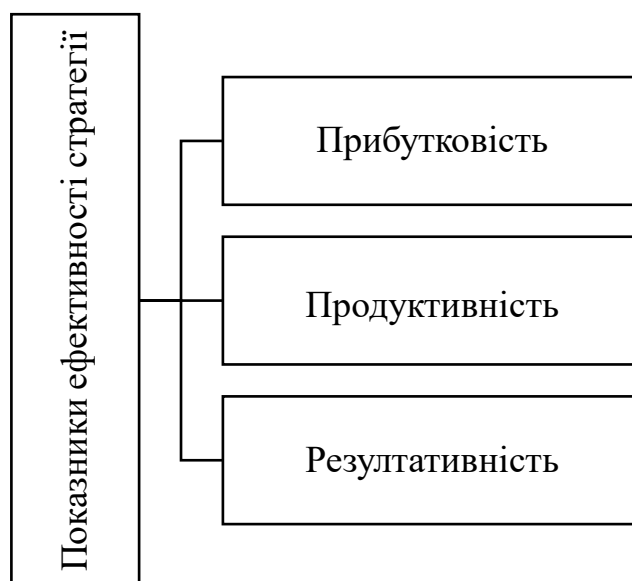 Показники ефективності стратегії
Прибутковість
Продуктивність
Резултативність